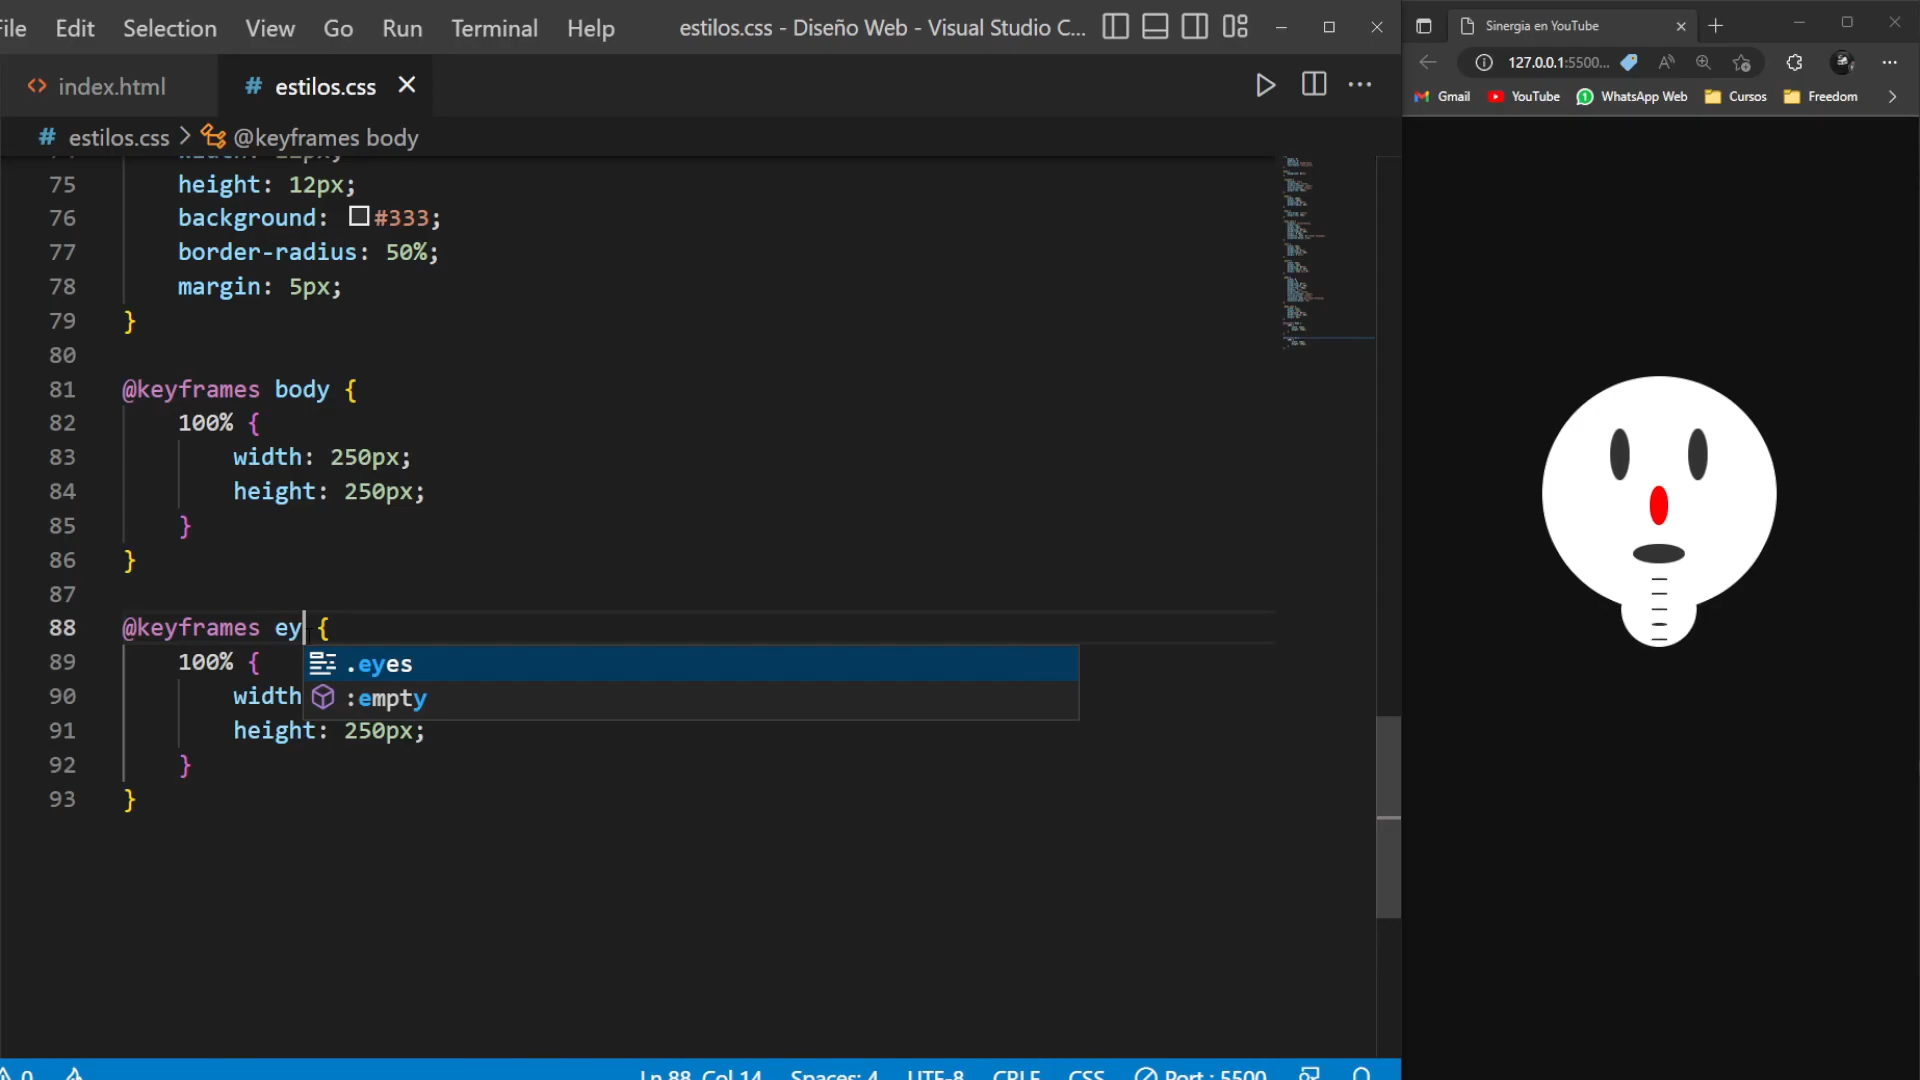 ile Edit Selection View Go Run Terminal Help estilos.css - Diseño Web - Visual Studio C...
index.html
# estilos.css
# estilos.css > @keyframes body
75 height: 12px;
76 background: #333;
77 border-radius: 50%;
78 margin: 5px;
79 }
80
81 @keyframes body {
82 100% {
83 width: 250px;
84 height: 250px;
85 }
86 }
87
88 @keyframes ey {
.eyes
:empty
89 100% {
90 width
91 height: 250px;
92 }
93 }
0 Ln 88, Col 14 Spaces: 4 UTF-8 CRLF CSS Port : 5500
Sinergia en YouTube
127.0.0.1:5500...
Gmail YouTube WhatsApp Web Cursos Freedom